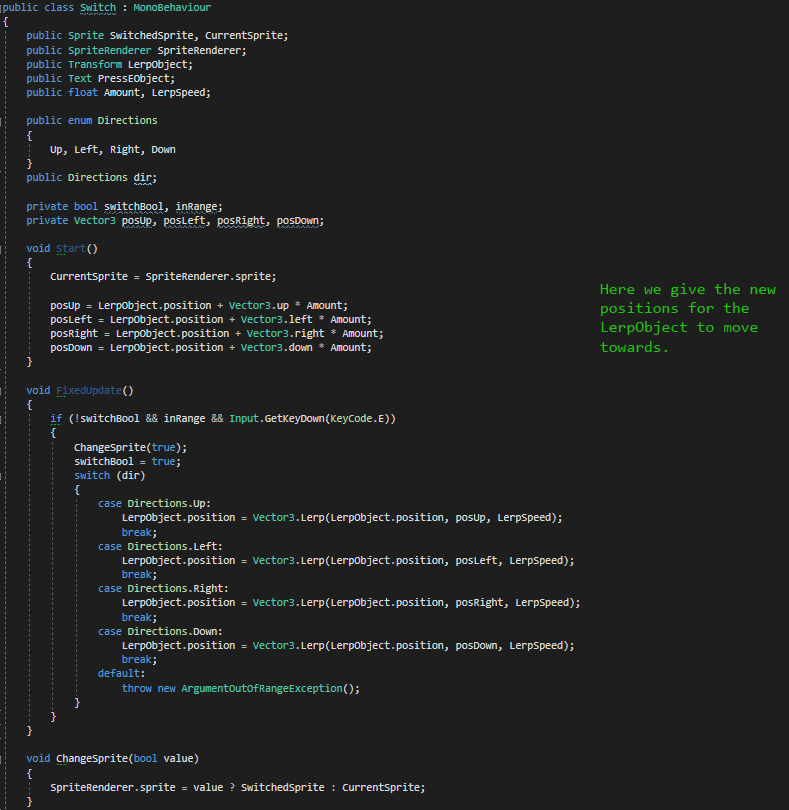 public class Switch : MonoBehaviour
{
public Sprite SwitchedSprite, CurrentSprite;
public SpriteRenderer SpriteRenderer;
public Transform LerpObject;
public Text PressEObject;
public float Amount, LerpSpeed;
public enum Directions
{
Up, Left, Right, Down
}
public Directions dir;
private bool switchBool, inRange;
private Vector3 posUp, posLeft, posRight, posDown;
void Start()
{
CurrentSprite = SpriteRenderer.sprite;
posUp = LerpObject.position + Vector3.up * Amount;
posLeft = LerpObject.position + Vector3.left * Amount;
posRight = LerpObject.position + Vector3.right * Amount;
posDown = LerpObject.position + Vector3.down * Amount;
}
Here we give the new
positions for the
LerpObject to move
towards.
void FixedUpdate()
{
if (!switchBool && inRange && Input.GetKeyDown(KeyCode.E))
{
ChangeSprite(true);
switchBool = true;
switch (dir)
{
case Directions.Up:
LerpObject.position = Vector3.Lerp(LerpObject.position, posUp, LerpSpeed);
break;
case Directions.Left:
LerpObject.position = Vector3.Lerp(LerpObject.position, posLeft, LerpSpeed);
break;
case Directions.Right:
LerpObject.position = Vector3.Lerp(LerpObject.position, posRight, LerpSpeed);
break;
case Directions.Down:
LerpObject.position = Vector3.Lerp(LerpObject.position, posDown, LerpSpeed);
break;
default:
throw new ArgumentOutOfRangeException();
}
}
}
void ChangeSprite(bool value)
{
SpriteRenderer.sprite = value ? SwitchedSprite : CurrentSprite;
}